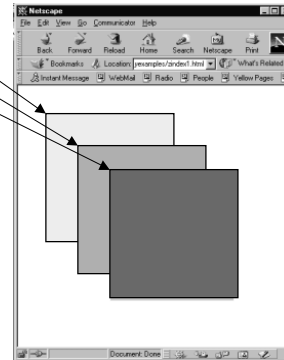 Netscape
File Edit View Go Communicator Help
Back Forward Reload Home Search Netscape Print
Bookmarks Location: yexamples/zindex1.html What's Related
Instant Message WebMail Radio People Yellow Pages
Document: Done